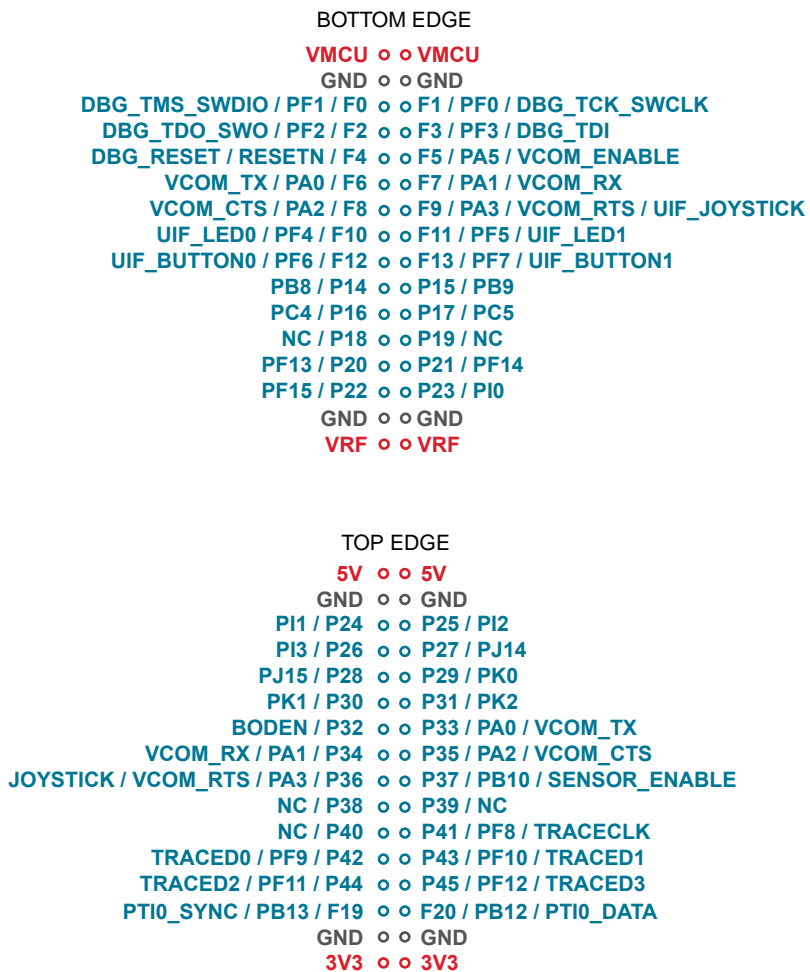 BOTTOM EDGE
VMCU VMCU
GND GND
DBG_TMS_SWDIO / PF1 / F0 F1 / PF0 / DBG_TCK_SWCLK
DBG_TDO_SWO / PF2 / F2 F3 / PF3 / DBG_TDI
DBG_RESET / RESETN / F4 F5 / PA5 / VCOM_ENABLE
VCOM_TX / PA0 / F6 F7 / PA1 / VCOM_RX
VCOM_CTS / PA2 / F8 F9 / PA3 / VCOM_RTS / UIF_JOYSTICK
UIF_LED0 / PF4 / F10 F11 / PF5 / UIF_LED1
UIF_BUTTON0 / PF6 / F12 F13 / PF7 / UIF_BUTTON1
PB8 / P14 P15 / PB9
PC4 / P16 P17 / PC5
NC / P18 P19 / NC
PF13 / P20 P21 / PF14
PF15 / P22 P23 / PI0
GND GND
VRF VRF
TOP EDGE
5V 5V
GND GND
PI1 / P24 P25 / PI2
PI3 / P26 P27 / PJ14
PJ15 / P28 P29 / PK0
PK1 / P30 P31 / PK2
BODEN / P32 P33 / PA0 / VCOM_TX
VCOM_RX / PA1 / P34 P35 / PA2 / VCOM_CTS
JOYSTICK / VCOM_RTS / PA3 / P36 P37 / PB10 / SENSOR_ENABLE
NC / P38 P39 / NC
NC / P40 P41 / PF8 / TRACECLK
TRACED0 / PF9 / P42 P43 / PF10 / TRACED1
TRACED2 / PF11 / P44 P45 / PF12 / TRACED3
PTI0_SYNC / PB13 / F19 F20 / PB12 / PTI0_DATA
GND GND
3V3 3V3